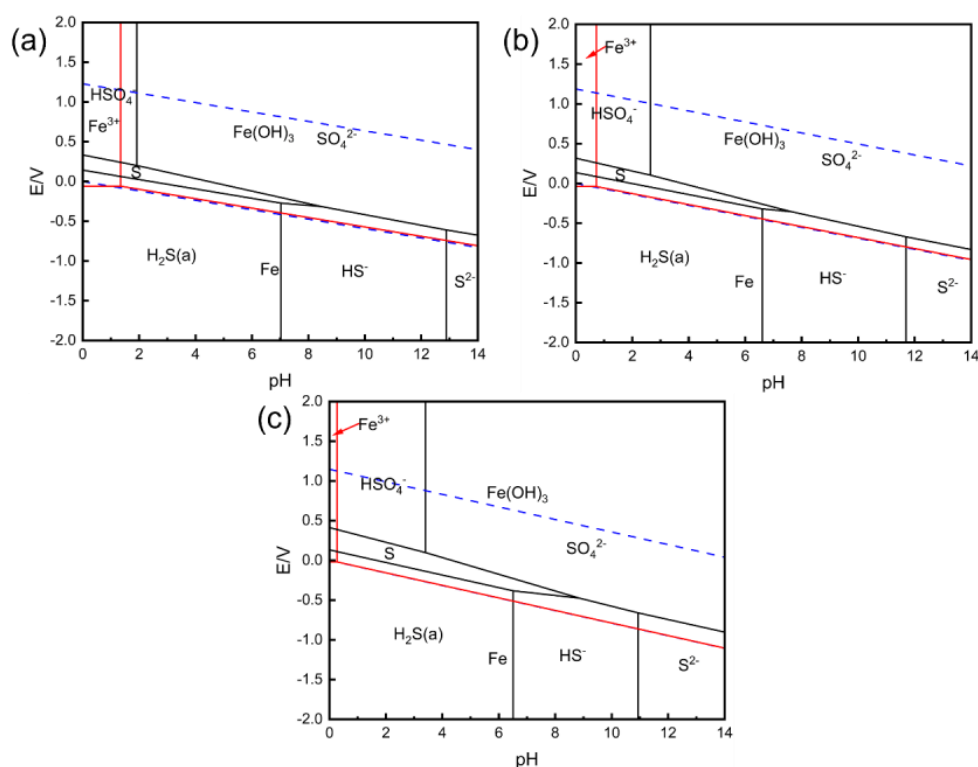 (a)
2.0
1.5
1.0
0.5
0.0
-0.5
-1.0
-1.5
-2.0
E/V
HSO₄⁻
Fe³⁺
Fe(OH)₃
SO₄²⁻
S
H₂S(a)
Fe
HS⁻
S²⁻
0 2 4 6 8 10 12 14
pH
(b)
2.0
1.5
1.0
0.5
0.0
-0.5
-1.0
-1.5
-2.0
E/V
Fe³⁺
HSO₄⁻
Fe(OH)₃
SO₄²⁻
S
H₂S(a)
Fe
HS⁻
S²⁻
0 2 4 6 8 10 12 14
pH
(c)
2.0
1.5
1.0
0.5
0.0
-0.5
-1.0
-1.5
-2.0
E/V
Fe³⁺
HSO₄⁻
Fe(OH)₃
SO₄²⁻
S
H₂S(a)
Fe
HS⁻
S²⁻
0 2 4 6 8 10 12 14
pH